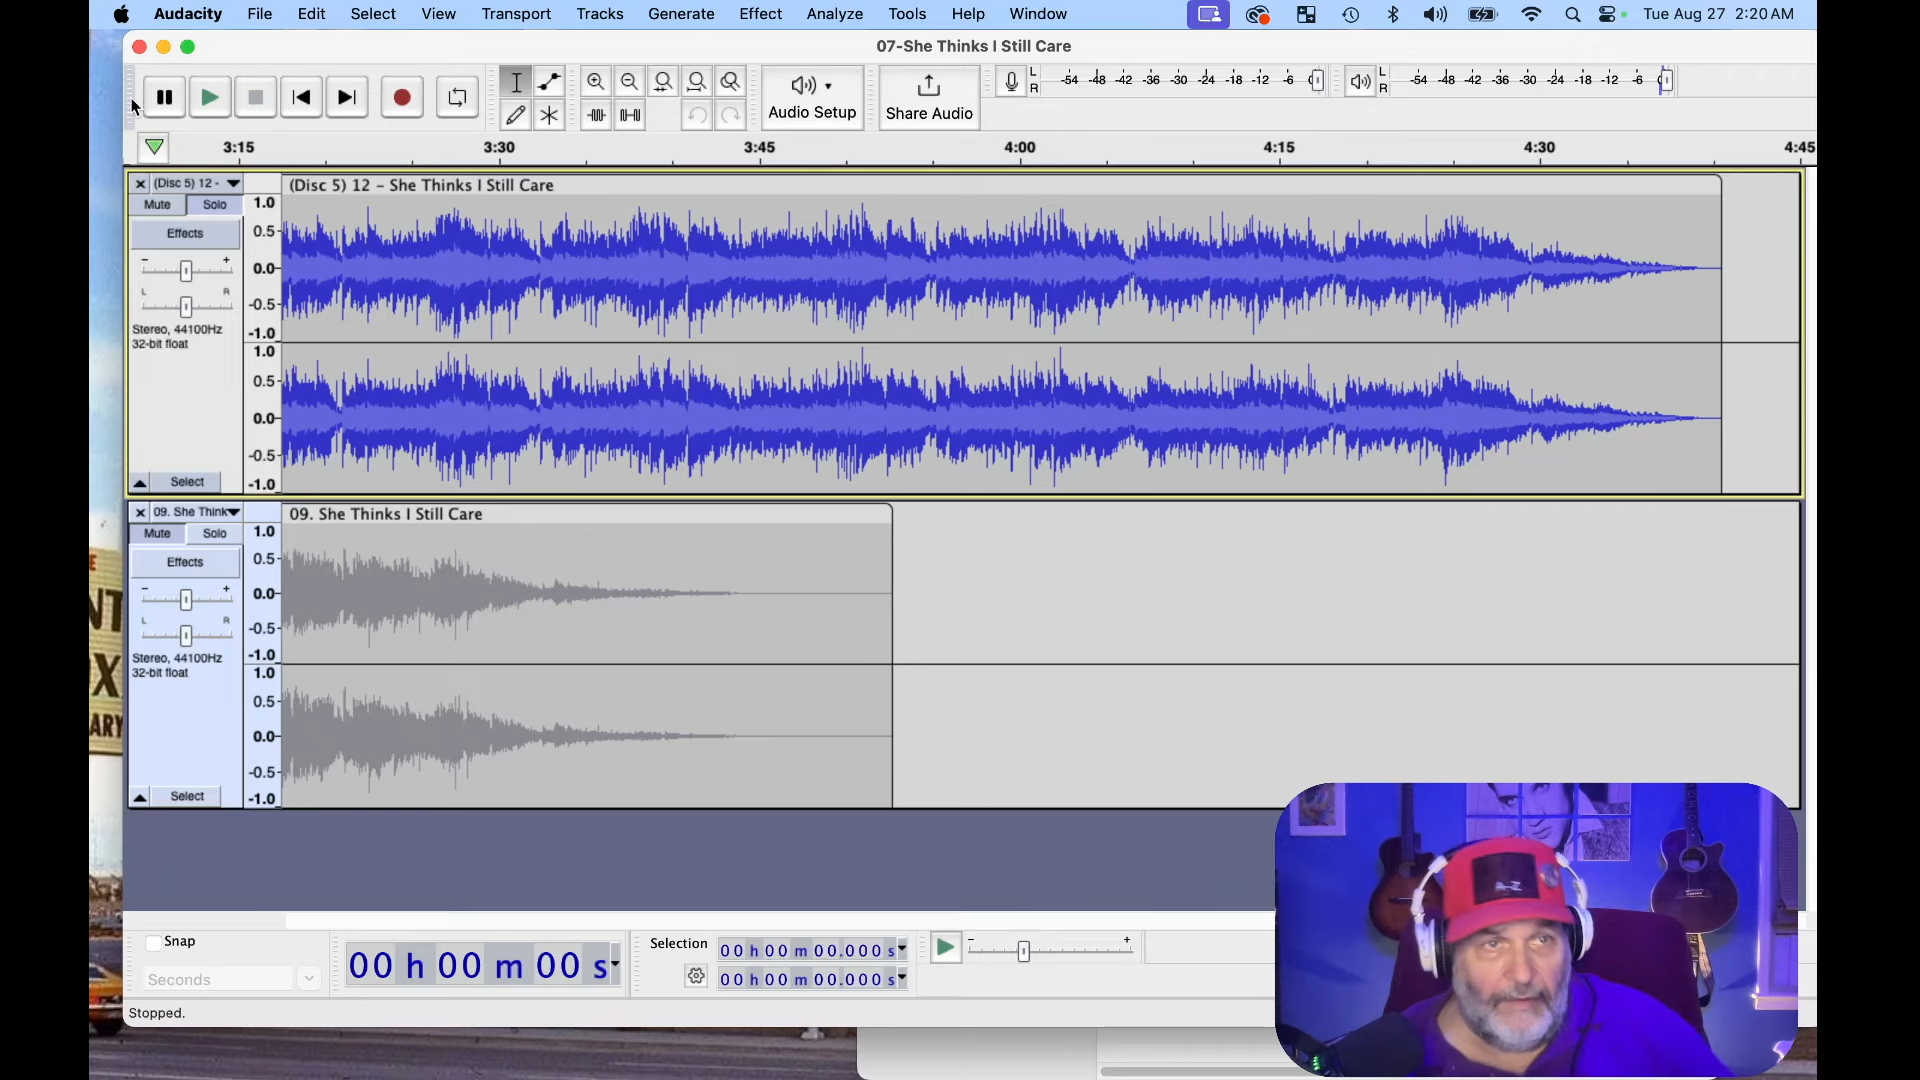 Audacity File Edit Select View Transport Tracks Generate Effect Analyze Tools Help Window Tue Aug 27 2:20 AM
07-She Thinks I Still Care
Audio Setup
Share Audio
L
R
-54 -48 -42 -36 -30 -24 -18 -12 -6
L
R
-54 -48 -42 -36 -30 -24 -18 -12 -6
3:15 3:30 3:45 4:00 4:15 4:30 4:45
(Disc 5) 12 -
(Disc 5) 12 - She Thinks I Still Care
Mute Solo
Effects
- +
L R
Stereo, 44100Hz
32-bit float
Select
1.0
0.5
0.0
-0.5
-1.0
1.0
0.5
0.0
-0.5
-1.0
09. She Think
09. She Thinks I Still Care
Mute Solo
Effects
- +
L R
Stereo, 44100Hz
32-bit float
Select
1.0
0.5
0.0
-0.5
-1.0
1.0
0.5
0.0
-0.5
-1.0
Snap
Seconds
00 h 00 m 00 s
Selection
00 h 00 m 00.000 s
00 h 00 m 00.000 s
- +
Stopped.